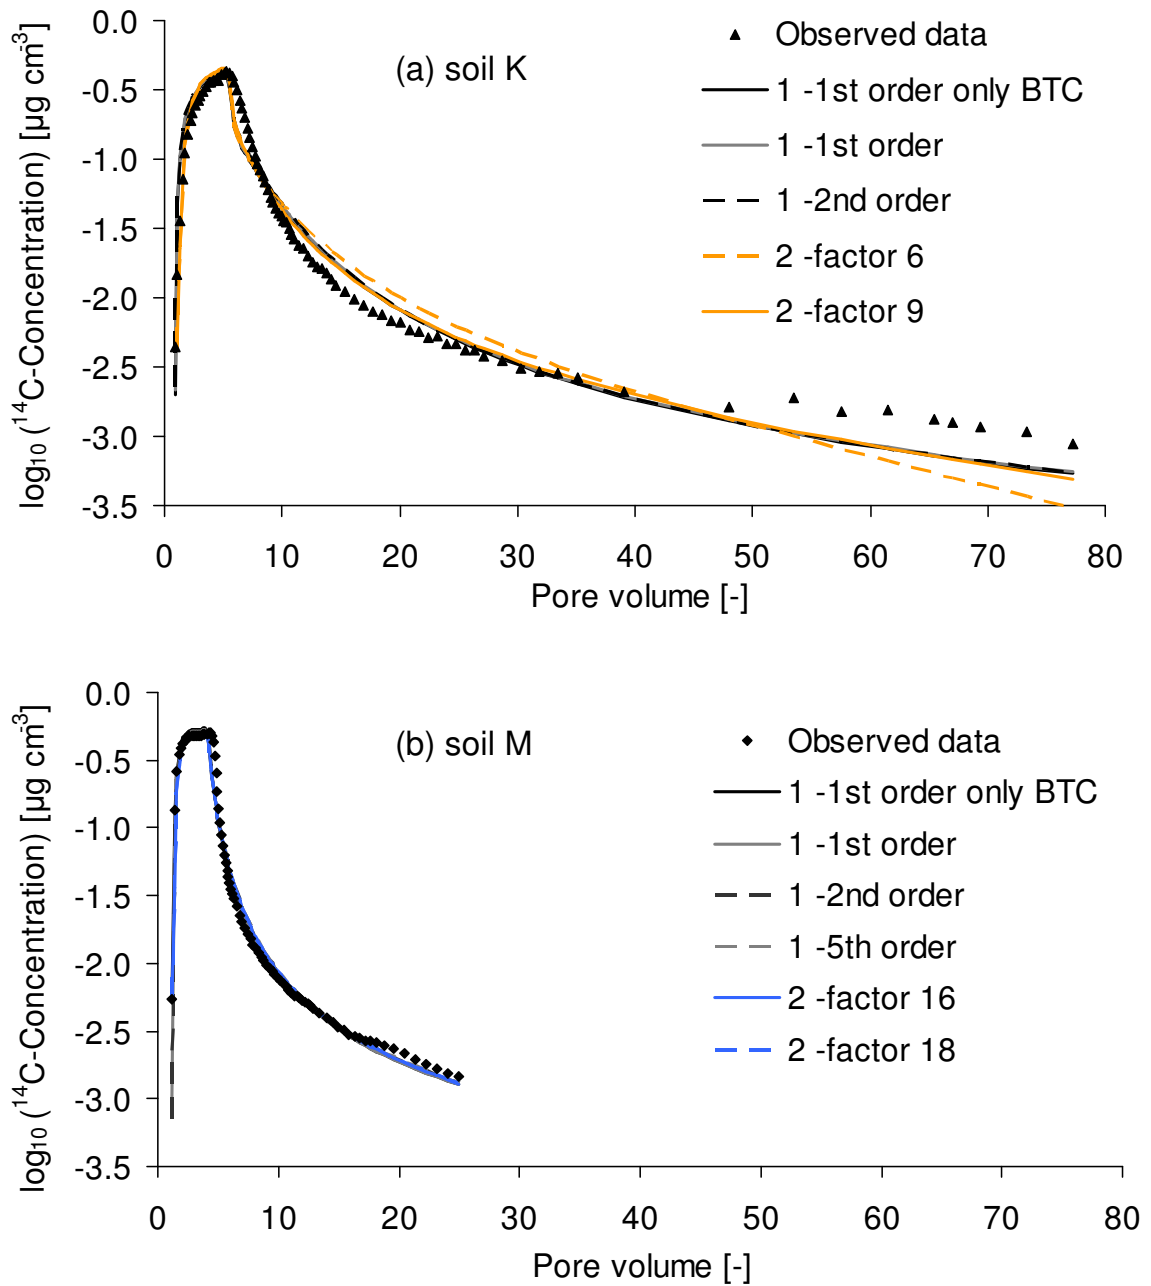 log₁₀ (¹⁴C-Concentration) [µg cm⁻³]
0.0
-0.5
-1.0
-1.5
-2.0
-2.5
-3.0
-3.5
(a) soil K
Observed data
1 -1st order only BTC
1 -1st order
1 -2nd order
2 -factor 6
2 -factor 9
0 10 20 30 40 50 60 70 80
Pore volume [-]
log₁₀ (¹⁴C-Concentration) [µg cm⁻³]
0.0
-0.5
-1.0
-1.5
-2.0
-2.5
-3.0
-3.5
(b) soil M
Observed data
1 -1st order only BTC
1 -1st order
1 -2nd order
1 -5th order
2 -factor 16
2 -factor 18
0 10 20 30 40 50 60 70 80
Pore volume [-]